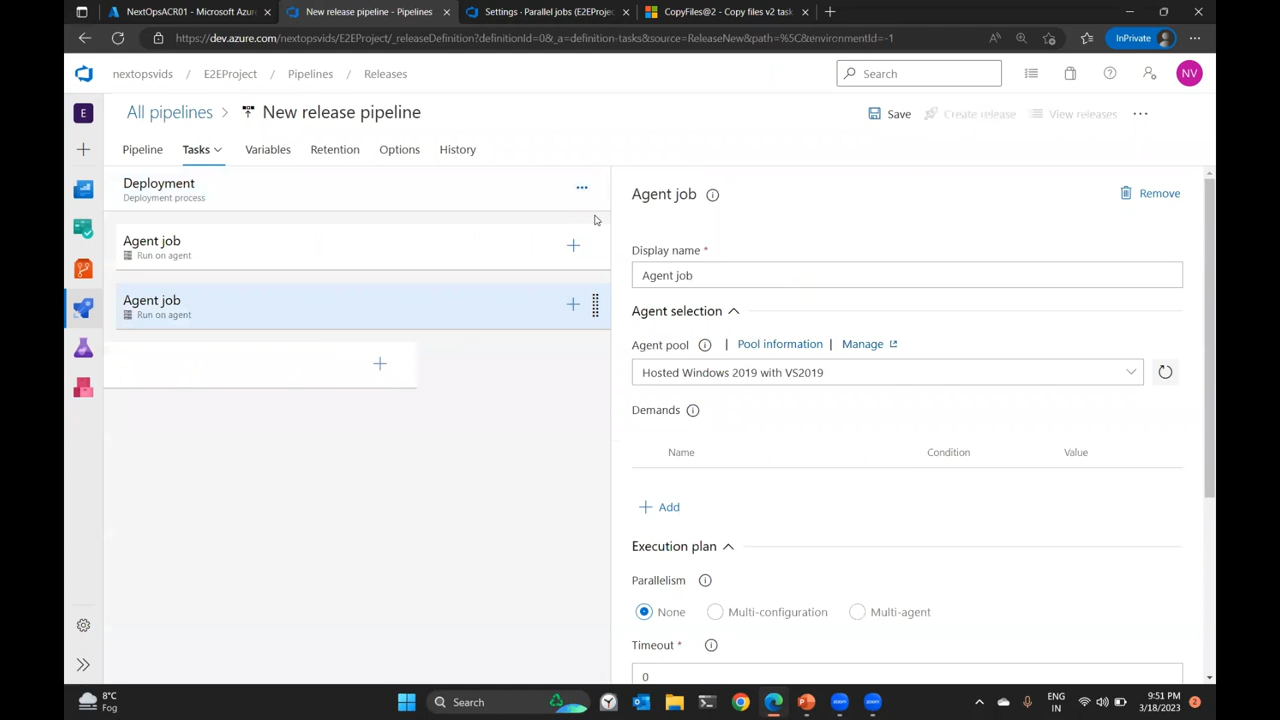 NextOpsACR01 - Microsoft Azure
New release pipeline - Pipelines
Settings · Parallel jobs (E2EProjec
CopyFiles@2 - Copy files v2 task
https://dev.azure.com/nextopsvids/E2EProject/_releaseDefinition?definitionId=0&_a=definition-tasks&source=ReleaseNew&path=%5C&environmentId=-1
InPrivate
nextopsvids / E2EProject / Pipelines / Releases
Search
NV
E
All pipelines > New release pipeline
Save
Create release
View releases
Pipeline
Tasks
Variables
Retention
Options
History
Deployment
Deployment process
Agent job
Run on agent
Agent job
Run on agent
Agent job
Remove
Display name *
Agent job
Agent selection
Agent pool | Pool information | Manage
Hosted Windows 2019 with VS2019
Demands
Name Condition Value
Add
Execution plan
Parallelism
None Multi-configuration Multi-agent
Timeout *
0
8°C
Fog
Search
zoom
zoom
ENG
IN
9:51 PM
3/18/2023
2